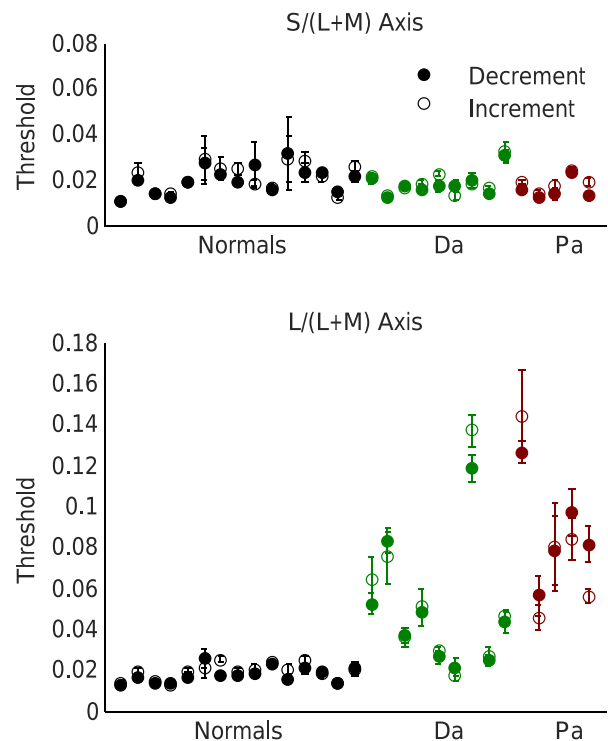 S/(L+M) Axis
0.08
0.06
0.04
0.02
0
Threshold
Decrement
Increment
Normals Da Pa
L/(L+M) Axis
0.18
0.16
0.14
0.12
0.1
0.08
0.06
0.04
0.02
0
Threshold
Normals Da Pa